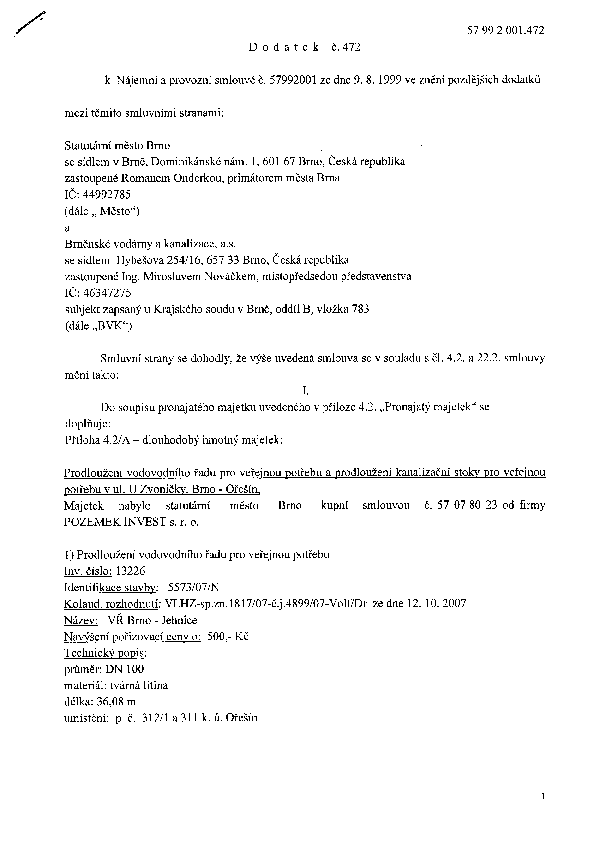 57 99 2 001.472
D o d a t e k   č. 472
k Nájemní a provozní smlouvě č. 57992001 ze dne 9. 8. 1999 ve znění pozdějších dodatků
mezi těmito smluvními stranami:
Statutární město Brno
se sídlem v Brně, Dominikánské nám. 1, 601 67 Brno, Česká republika
zastoupené Romanem Onderkou, primátorem města Brna
IČ: 44992785
(dále „ Město“)
a
Brněnské vodárny a kanalizace, a.s.
se sídlem Hybešova 254/16, 657 33 Brno, Česká republika
zastoupené Ing. Miroslavem Nováčkem, místopředsedou představenstva
IČ: 46347275
subjekt zapsaný u Krajského soudu v Brně, oddíl B, vložka 783
(dále „BVK“)
Smluvní strany se dohodly, že výše uvedená smlouva se v souladu s čl. 4.2. a 22.2. smlouvy
mění takto:
I.
Do soupisu pronajatého majetku uvedeného v příloze 4.2. „Pronajatý majetek“ se
doplňuje:
Příloha 4.2/A – dlouhodobý hmotný majetek:
Prodloužení vodovodního řadu pro veřejnou potřebu a prodloužení kanalizační stoky pro veřejnou
potřebu v ul. U Zvoničky, Brno - Ořešín.
Majetek nabyle statutární město Brno kupní smlouvou č. 57 07 80 23 od firmy
POZEMEK INVEST s. r. o.
1) Prodloužení vodovodního řadu pro veřejnou potřebu
Inv. číslo: 13226
Identifikace stavby: 5573/07/N
Kolaud. rozhodnutí: VLHZ-sp.zn.1817/07-č.j.4899/07-Volf/Dr ze dne 12. 10. 2007
Název: VŘ Brno - Jehnice
Navýšení pořizovací ceny o: 500,- Kč
Technický popis:
průměr: DN 100
materiál: tvárná litina
délka: 36,08 m
umístění: p. č. 312/1 a 311 k. ú. Ořešín
1